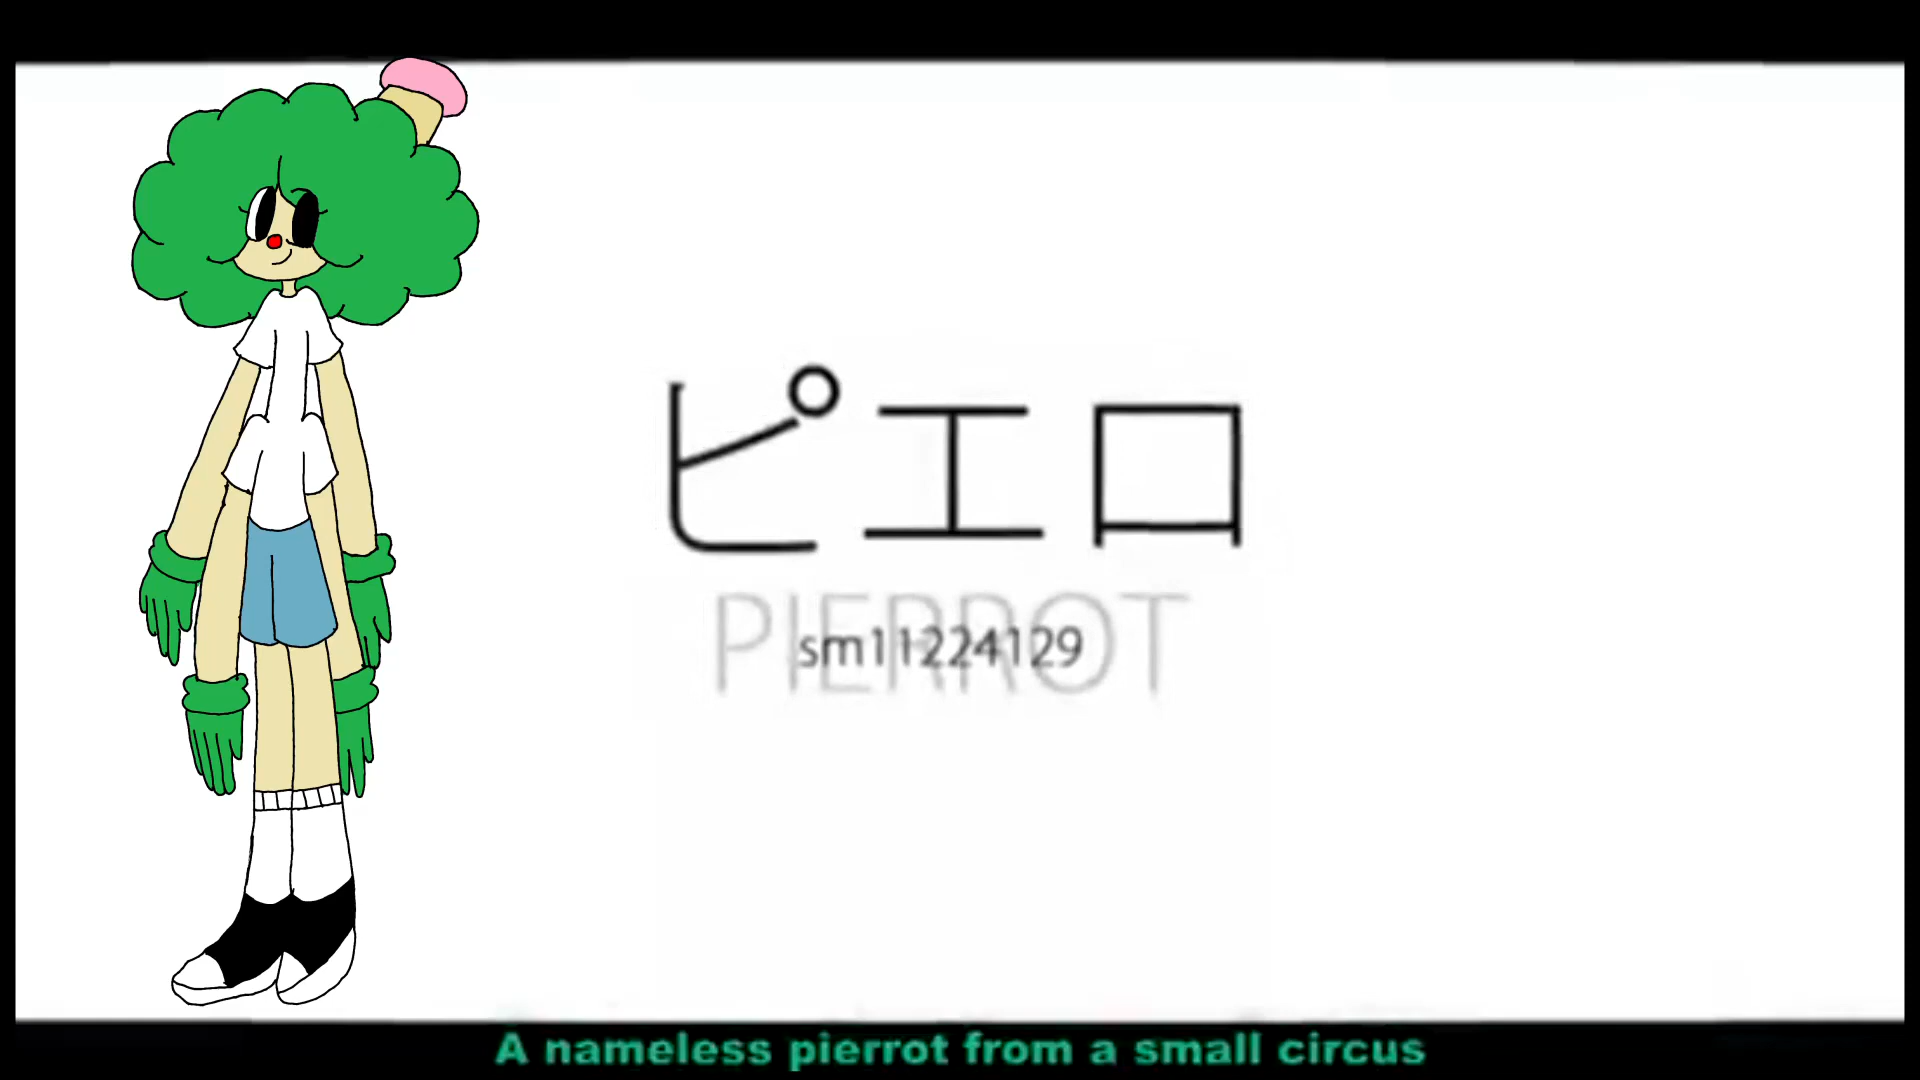 ピエロ
PIERROT
sm11224129
A nameless pierrot from a small circus